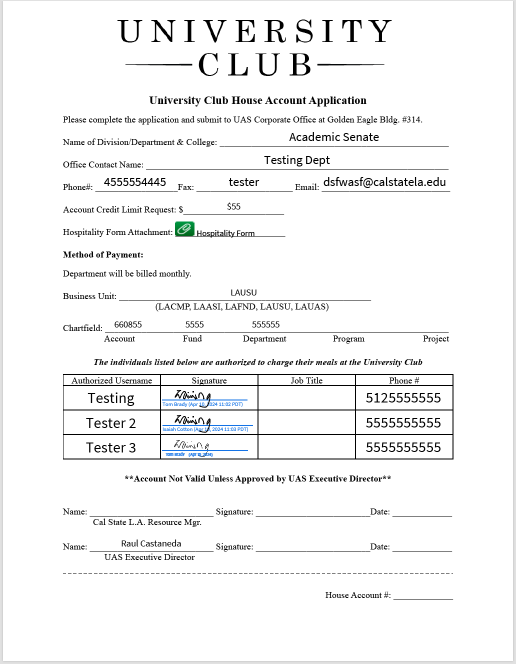 UNIVERSITY
CLUB
University Club House Account Application
Please complete the application and submit to UAS Corporate Office at Golden Eagle Bldg. #314.
Name of Division/Department & College: Academic Senate
Office Contact Name: Testing Dept
Phone#: 4555554445 Fax: tester Email: dsfwasf@calstatela.edu
Account Credit Limit Request: $ $55
Hospitality Form Attachment: Hospitality Form
Method of Payment:
Department will be billed monthly.
Business Unit: LAUSU
(LACMP, LAASI, LAFND, LAUSU, LAUAS)
Chartfield: 660855 5555 555555
Account Fund Department Program Project
The individuals listed below are authorized to charge their meals at the University Club
Authorized Username Signature Job Title Phone #
Testing 5125555555
Tom Brady (Apr 10, 2024 11:02 PDT)
Tester 2 5555555555
Isaiah Cotton (Apr 10, 2024 11:03 PDT)
Tester 3 5555555555
**Account Not Valid Unless Approved by UAS Executive Director**
Name: Signature: Date:
Cal State L.A. Resource Mgr.
Name: Raul Castaneda Signature: Date:
UAS Executive Director
House Account #: